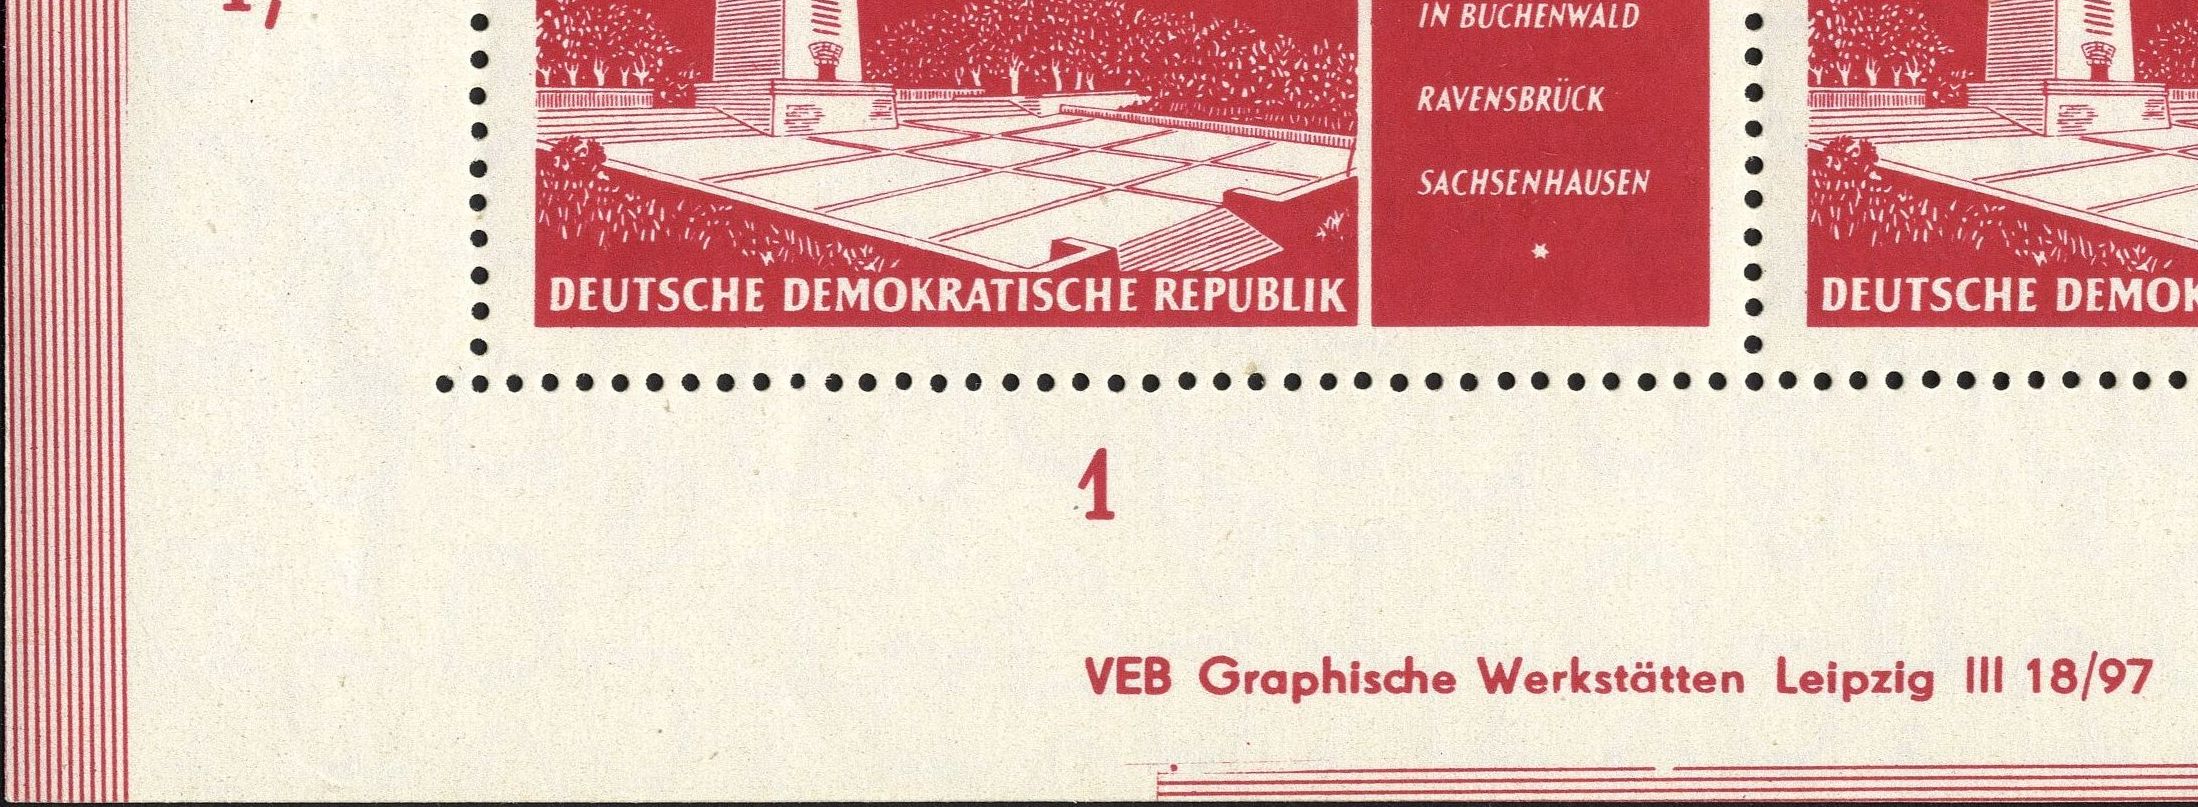 IN BUCHENWALD
RAVENSBRÜCK
SACHSENHAUSEN
DEUTSCHE DEMOKRATISCHE REPUBLIK
DEUTSCHE DEMOK
1
VEB Graphische Werkstätten Leipzig III 18/97